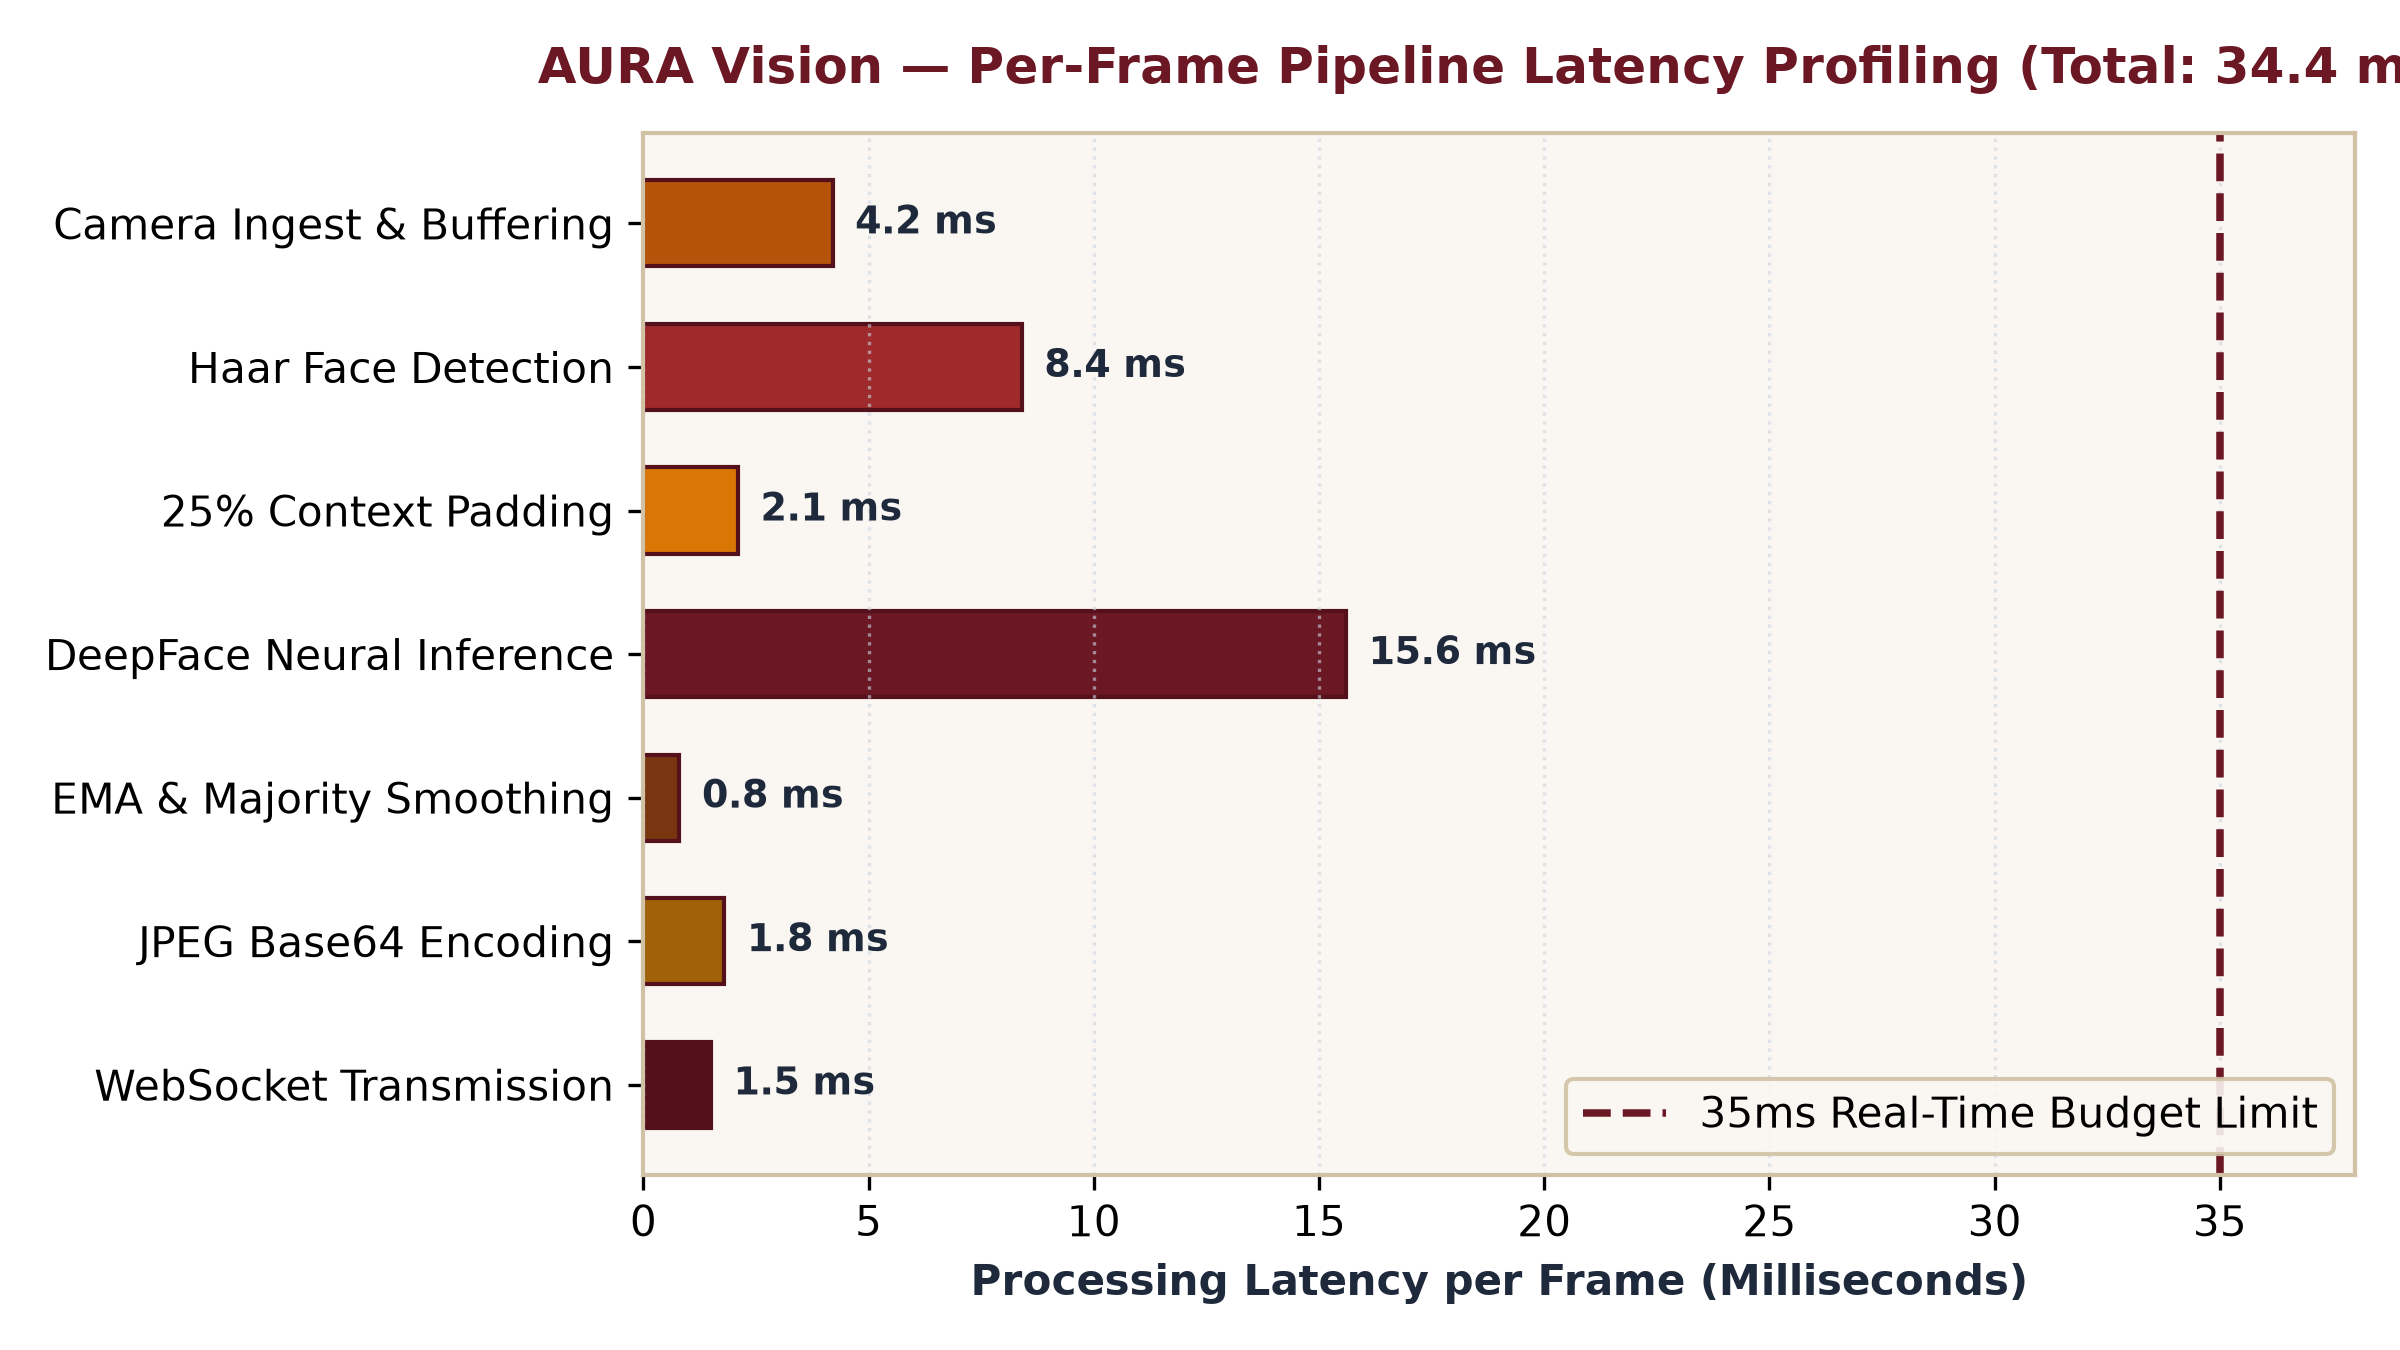 AURA Vision — Per-Frame Pipeline Latency Profiling (Total: 34.4 m
Camera Ingest & Buffering
4.2 ms
Haar Face Detection
8.4 ms
25% Context Padding
2.1 ms
DeepFace Neural Inference
15.6 ms
EMA & Majority Smoothing
0.8 ms
JPEG Base64 Encoding
1.8 ms
WebSocket Transmission
1.5 ms
35ms Real-Time Budget Limit
0 5 10 15 20 25 30 35
Processing Latency per Frame (Milliseconds)